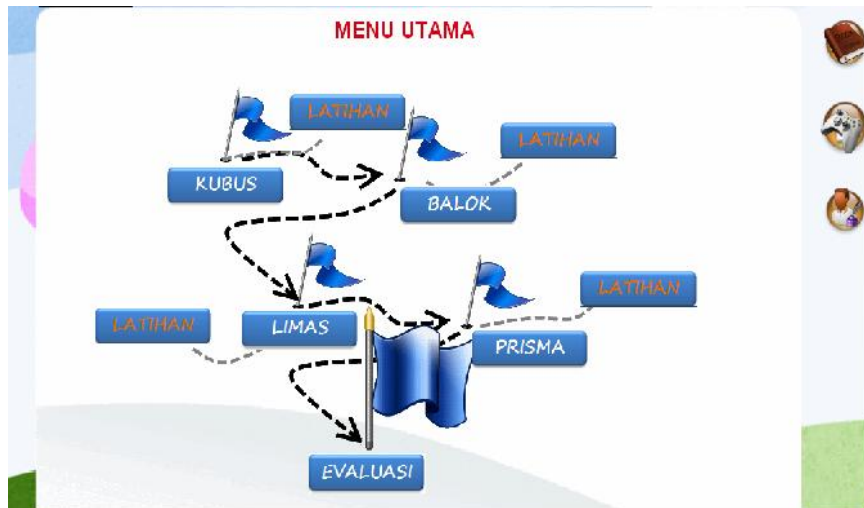 MENU UTAMA
LATIHAN
LATIHAN
KUBUS
BALOK
LATIHAN
LATIHAN
LIMAS
PRISMA
EVALUASI